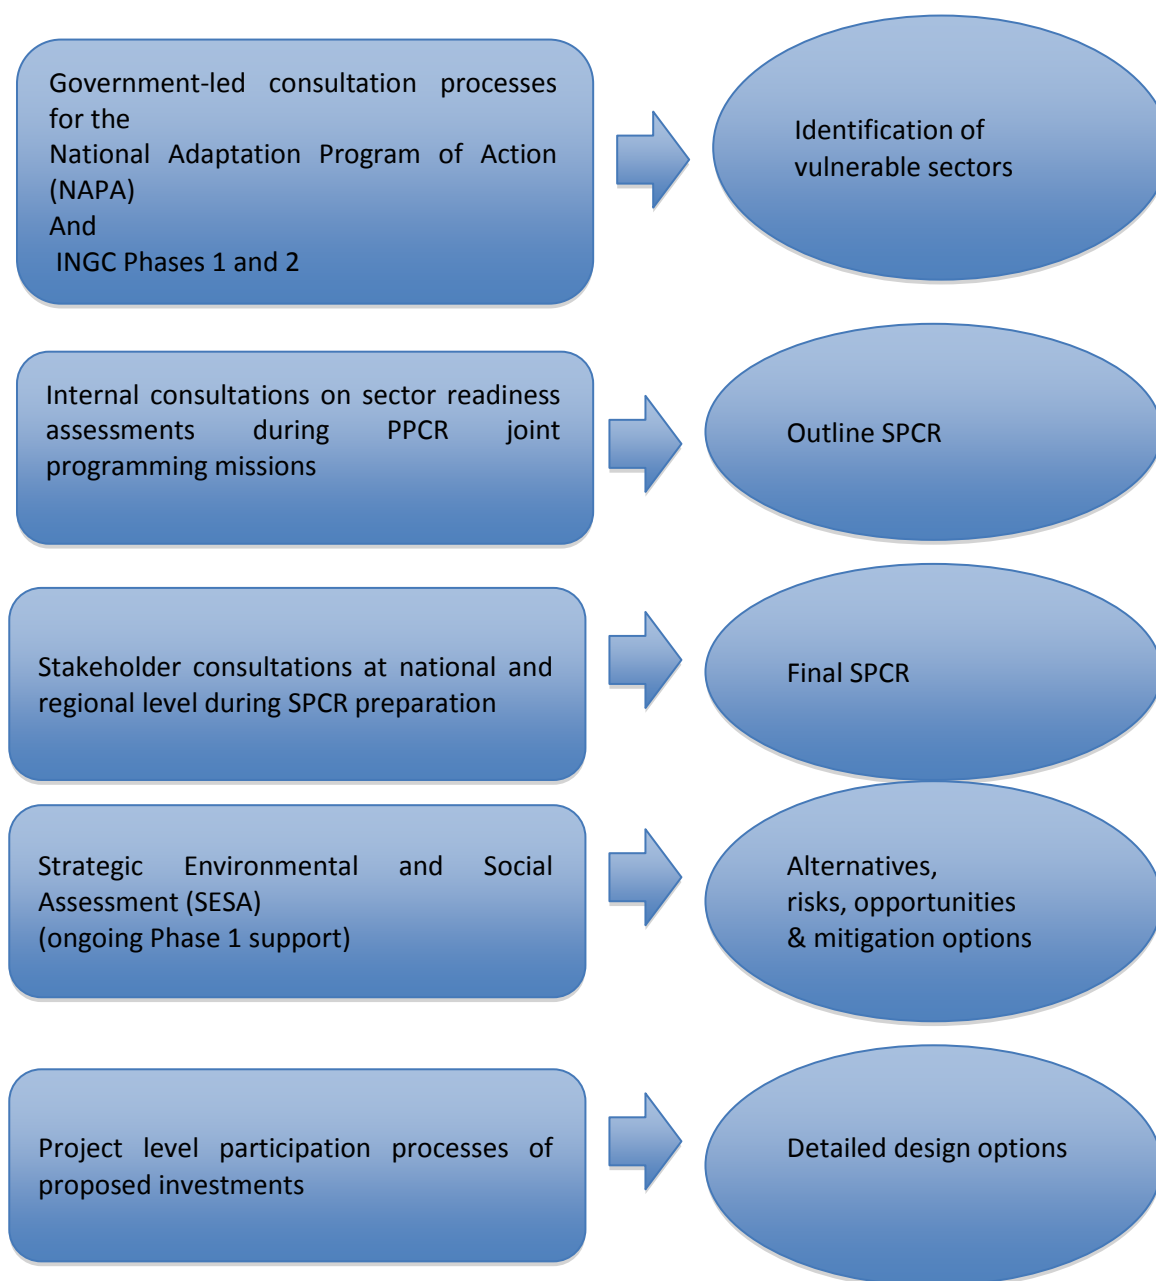 Government-led consultation processes
for the
National Adaptation Program of Action
(NAPA)
And
INGC Phases 1 and 2
Identification of
vulnerable sectors
Internal consultations on sector readiness
assessments during PPCR joint
programming missions
Outline SPCR
Stakeholder consultations at national and
regional level during SPCR preparation
Final SPCR
Strategic Environmental and Social
Assessment (SESA)
(ongoing Phase 1 support)
Alternatives,
risks, opportunities
& mitigation options
Project level participation processes of
proposed investments
Detailed design options